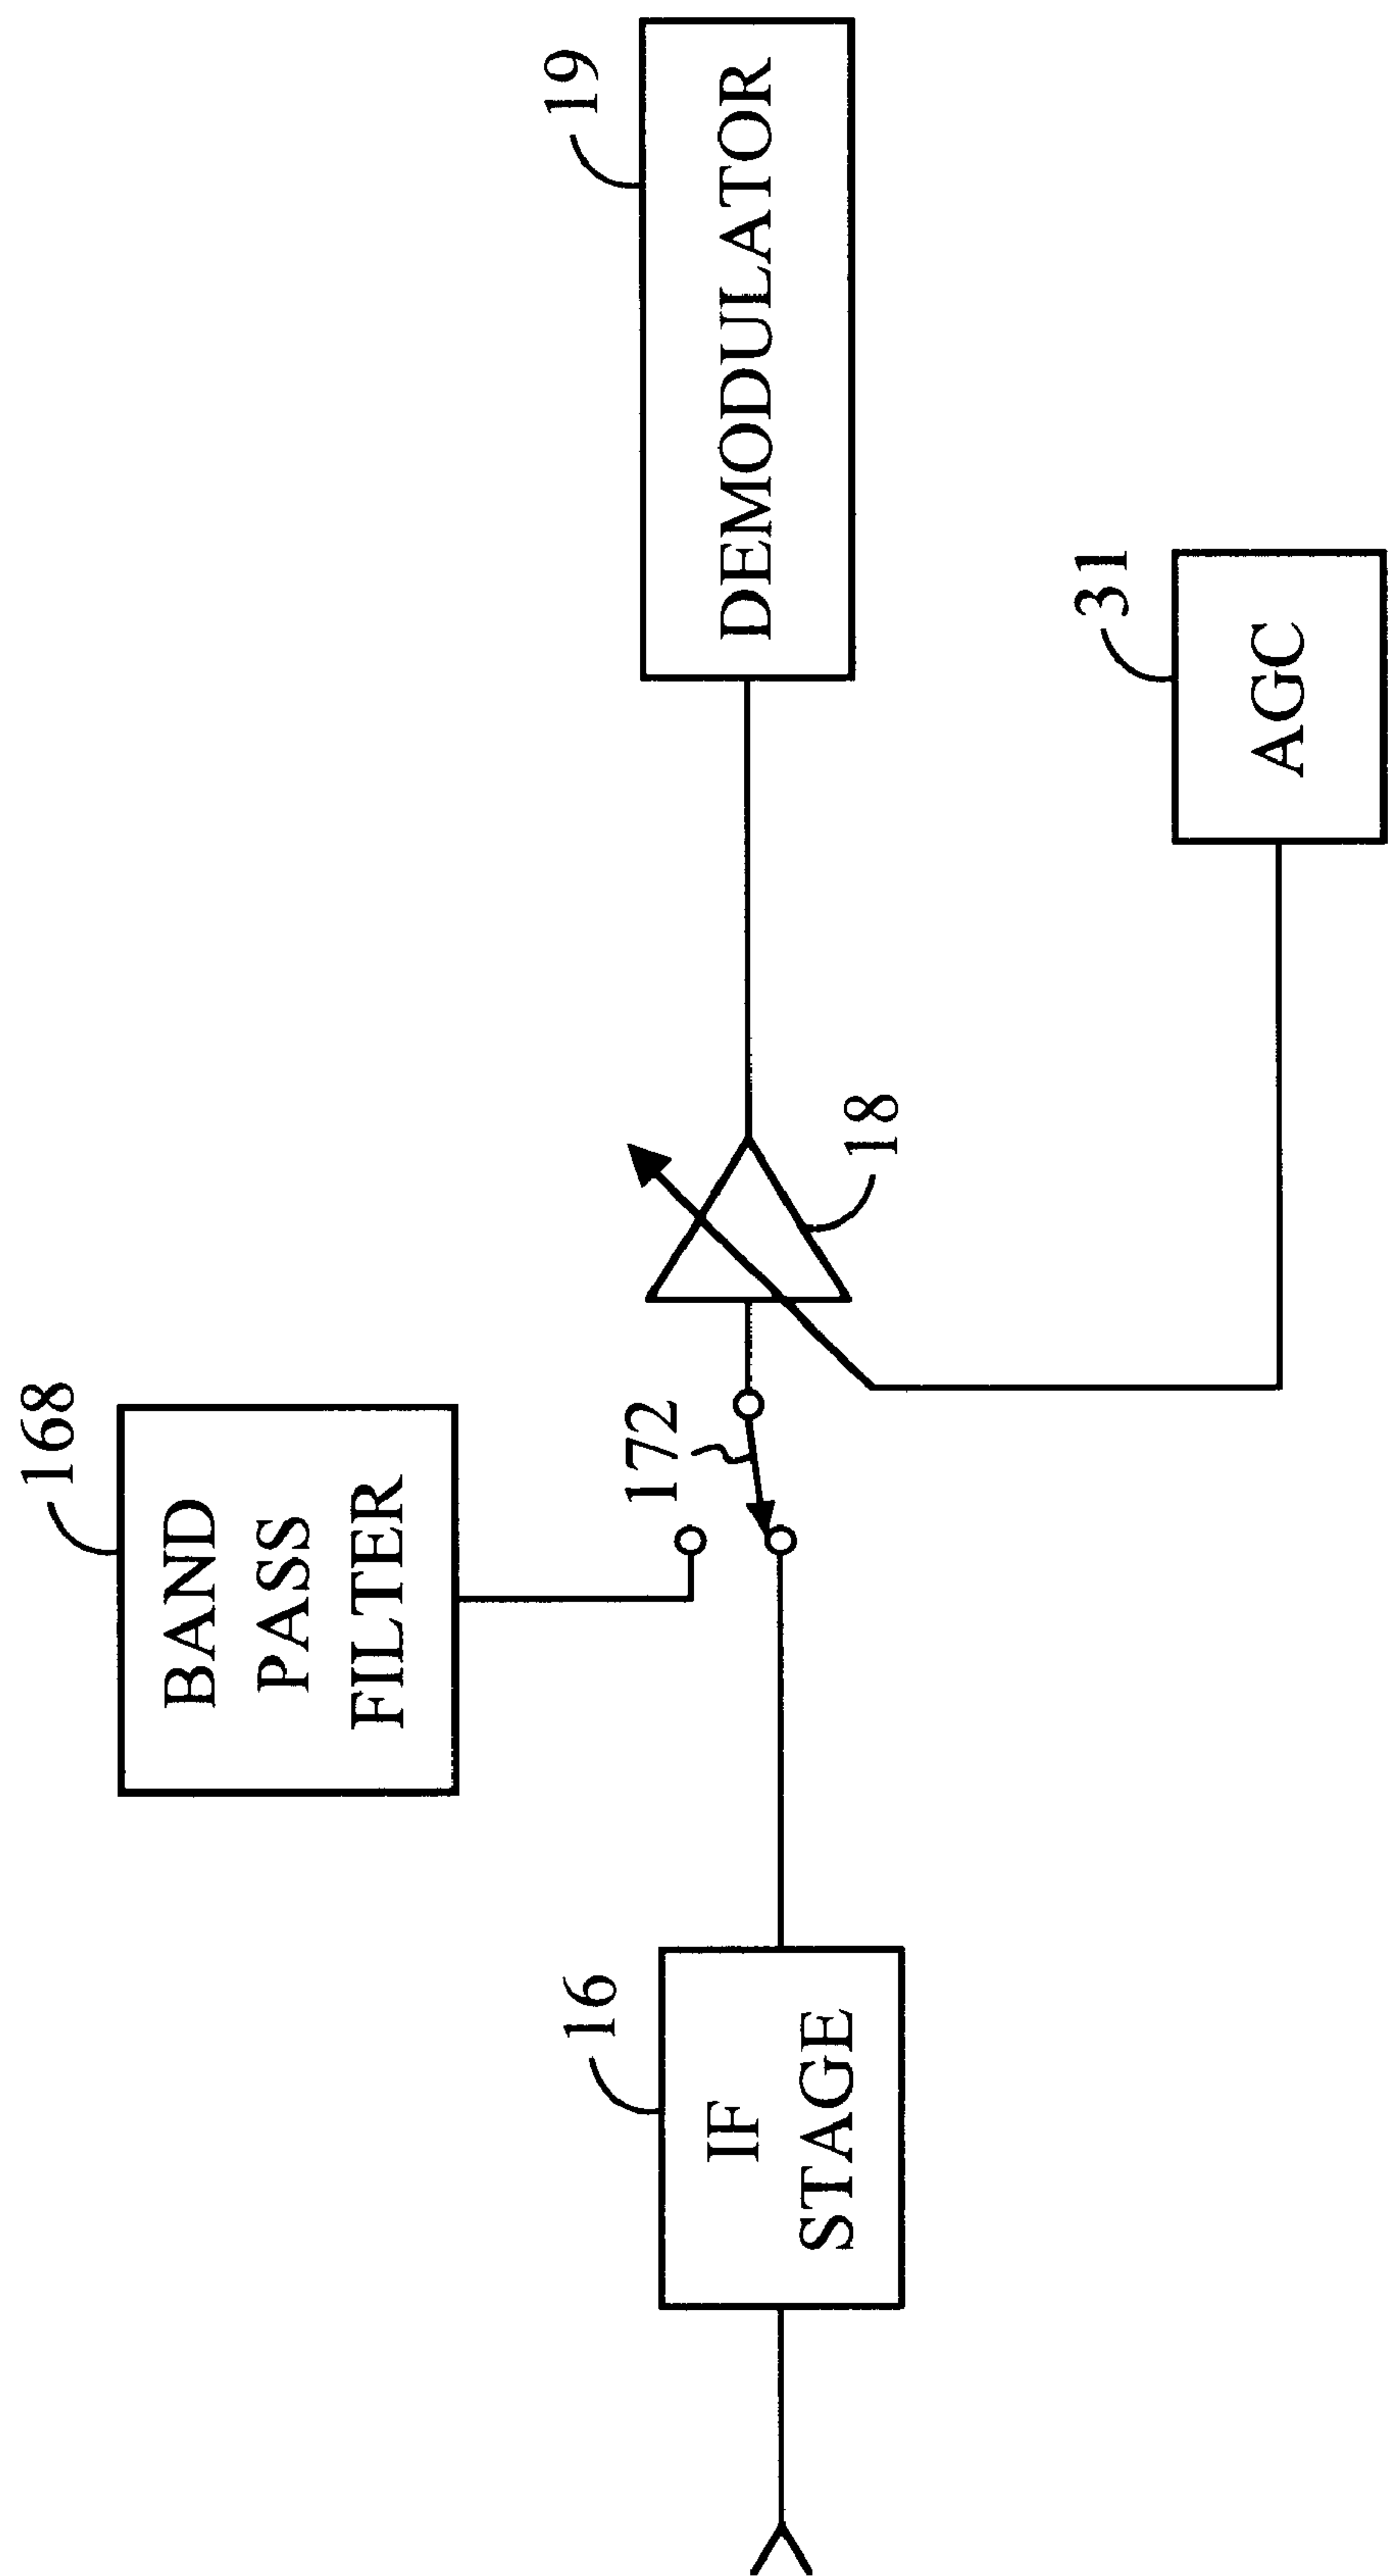 168
BAND
PASS
FILTER
16
IF
STAGE
172
18
19
DEMODULATOR
31
AGC